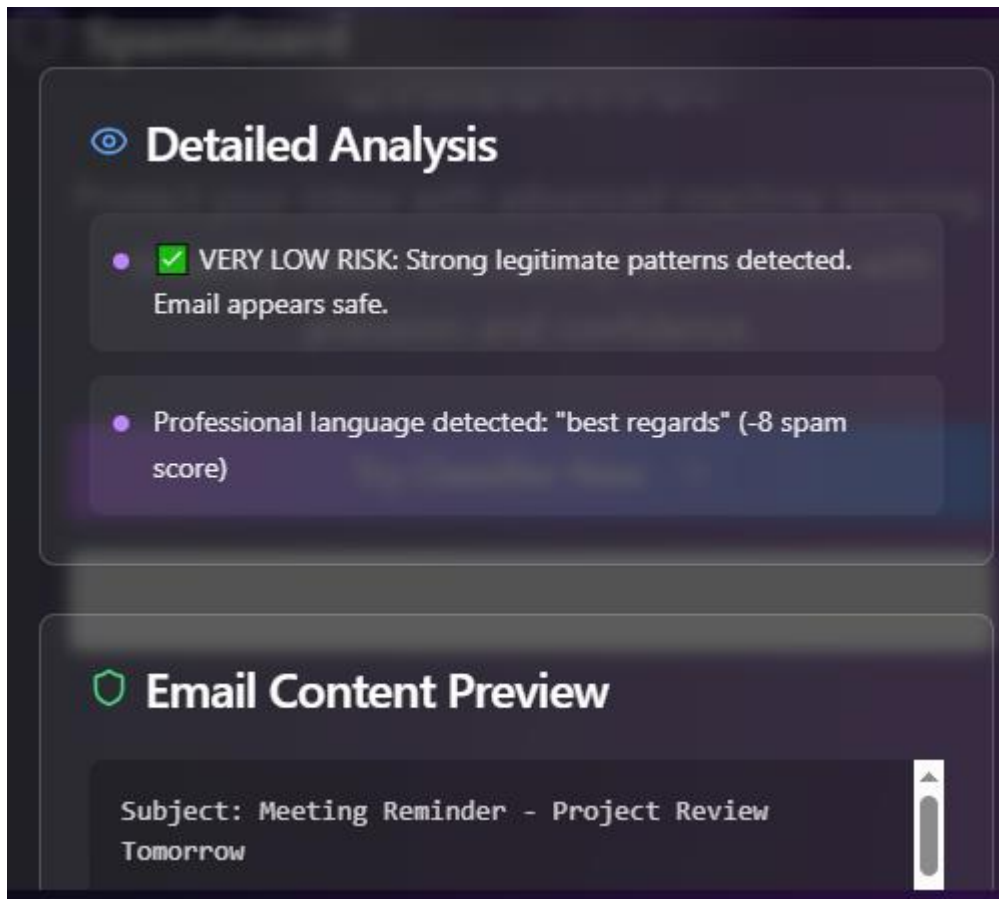 SpamGuard
Detailed Analysis
✅ VERY LOW RISK: Strong legitimate patterns detected.
Email appears safe.
Professional language detected: "best regards" (-8 spam
score)
Email Content Preview
Subject: Meeting Reminder - Project Review
Tomorrow